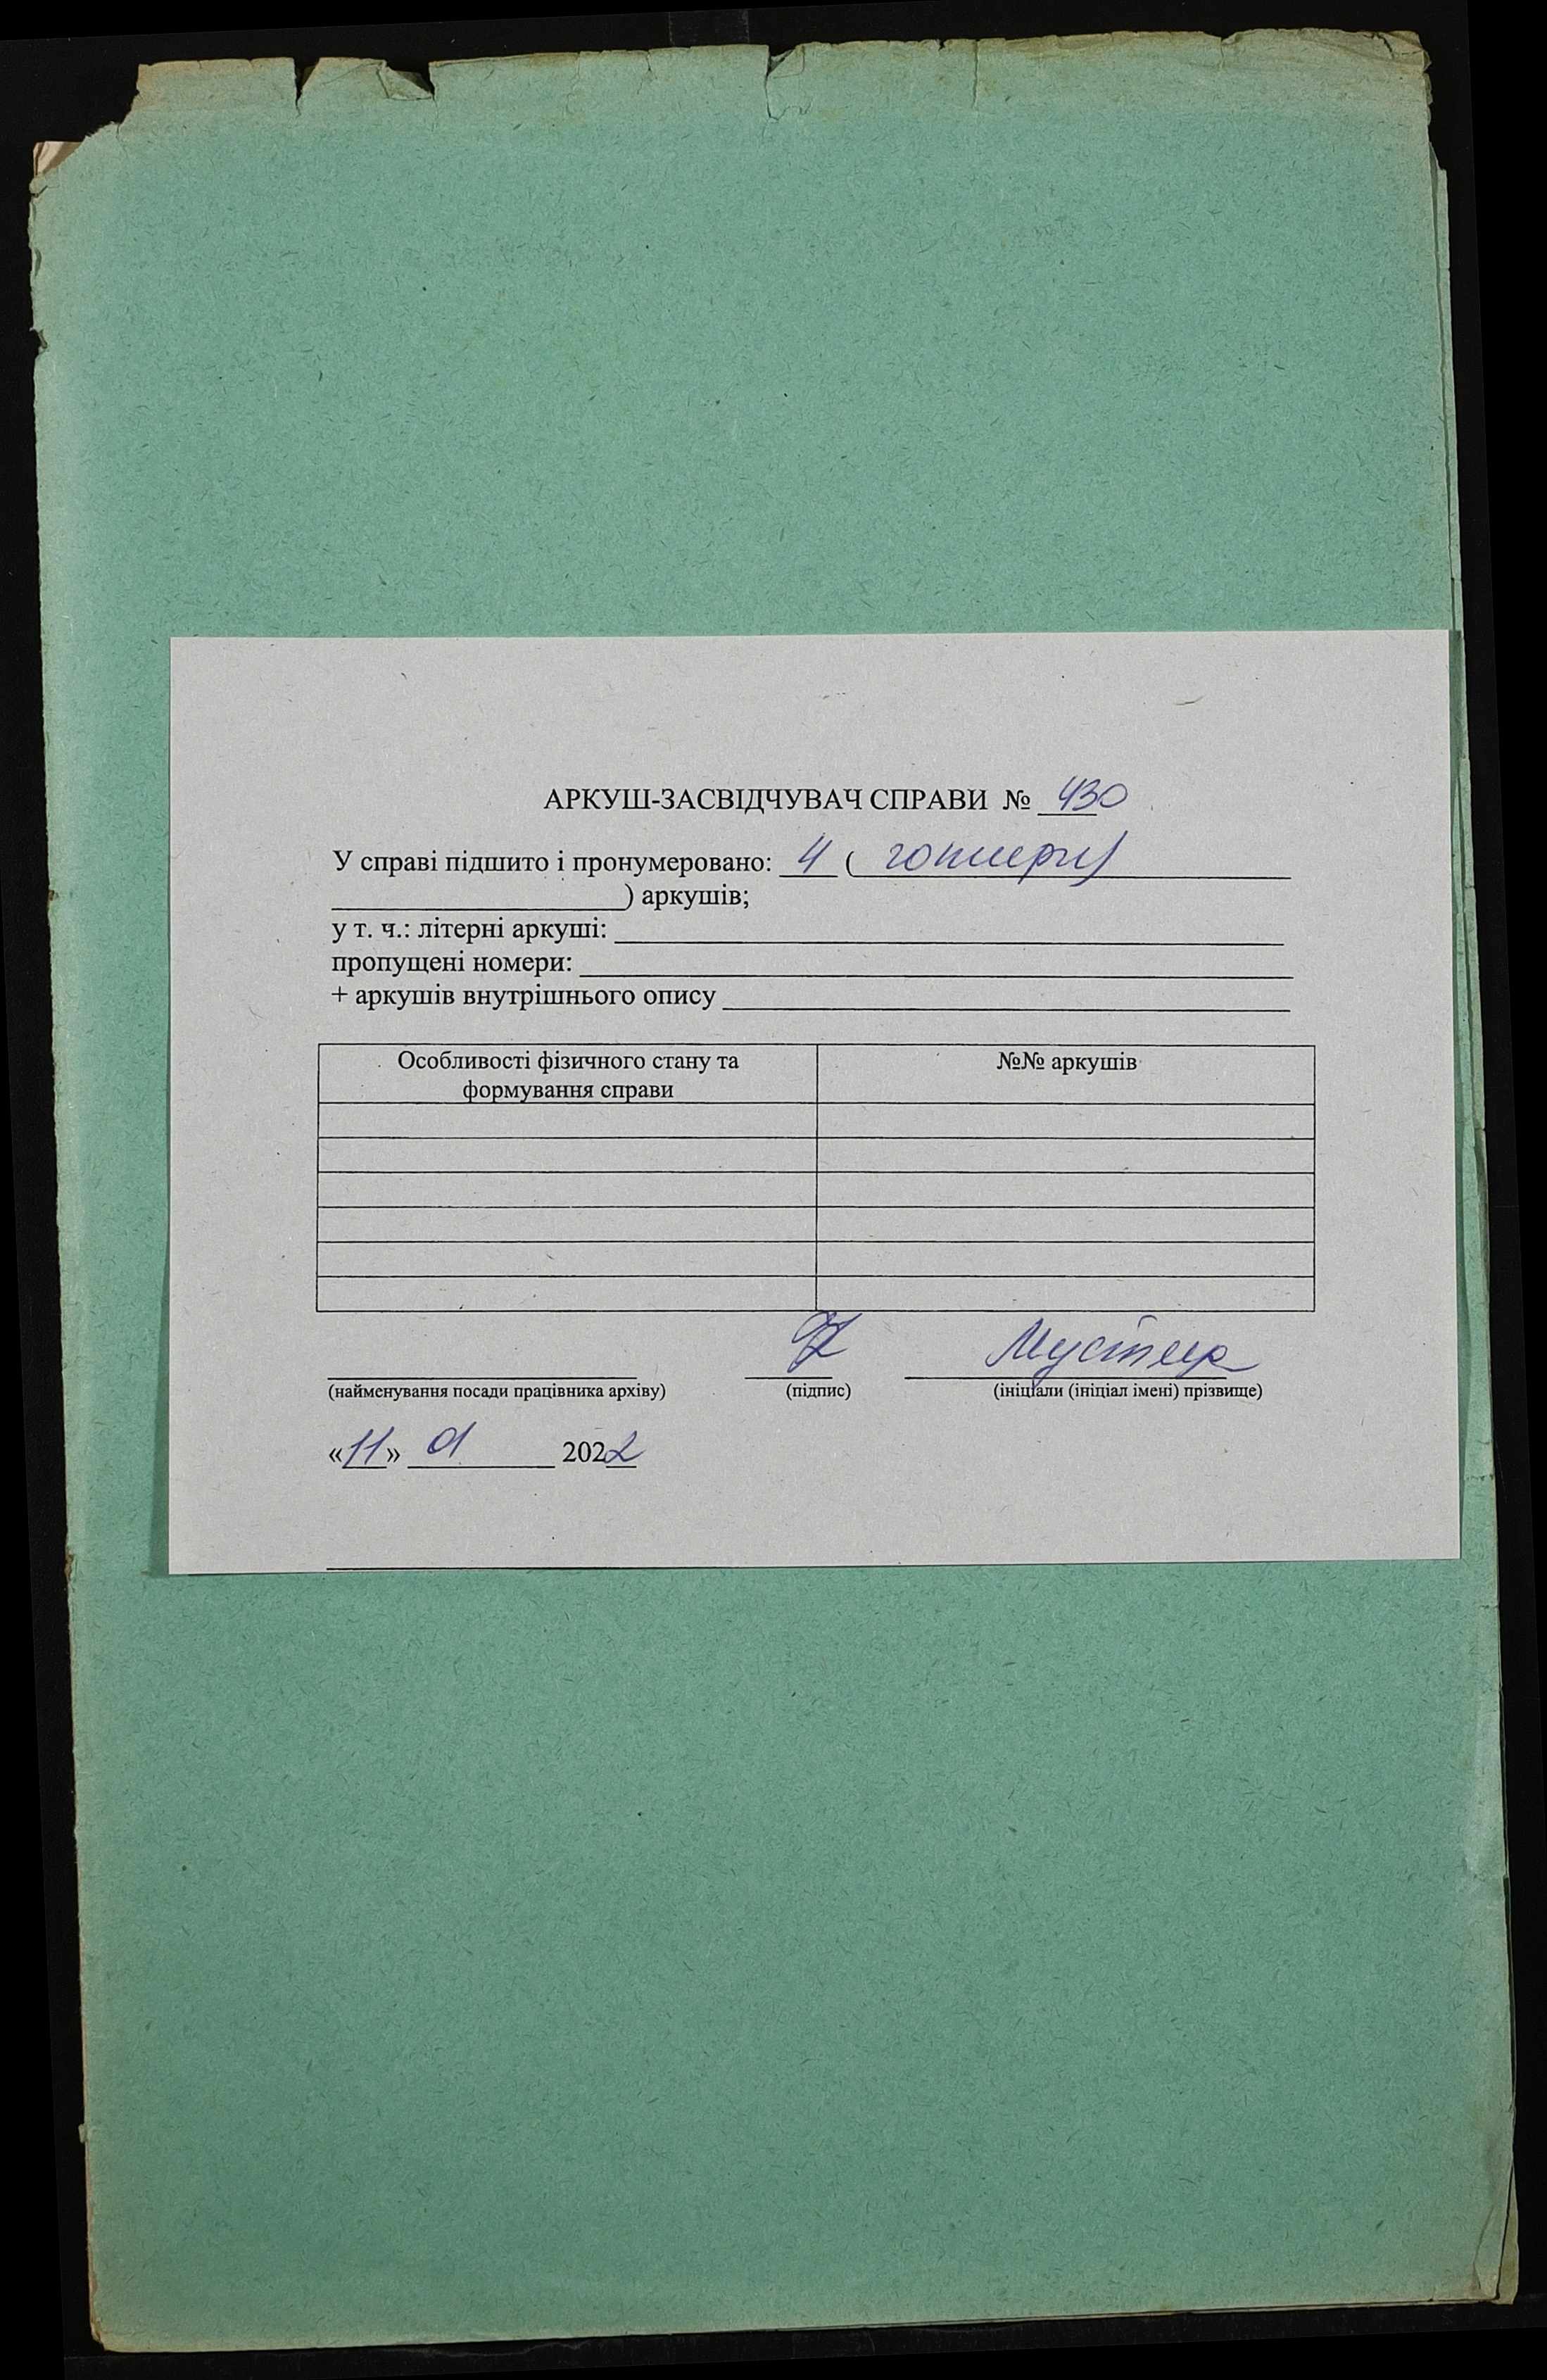 АРКУШ-ЗАСВІДЧУВАЧ СПРАВИ № 430
У справі підшито і пронумеровано: 4 ( чотири)
) аркушів;
у т. ч.: літерні аркуші:
пропущені номери:
+ аркушів внутрішнього опису
Особливості фізичного стану та формування справи
№№ аркушів
(найменування посади працівника архіву)
(підпис)
(ініціали (ініціал імені) прізвище)
«11» 01 2022